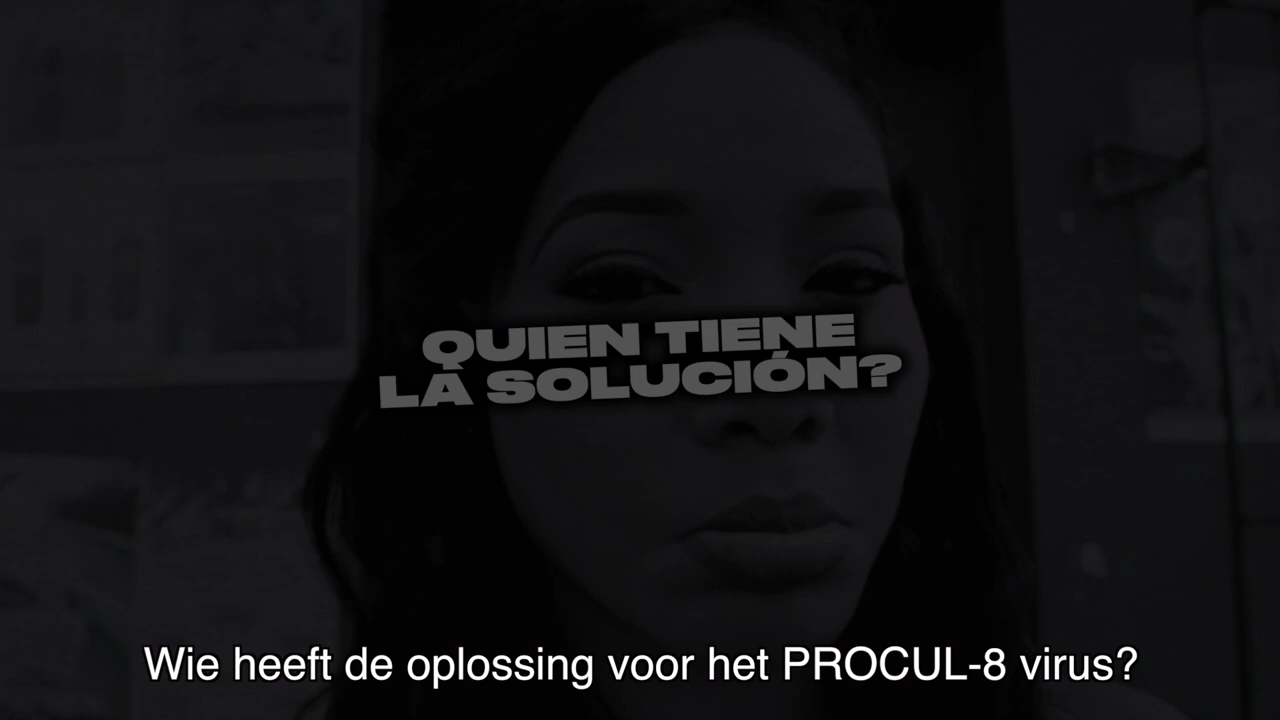 QUIEN TIENE
LA SOLUCIÓN?
Wie heeft de oplossing voor het PROCUL-8 virus?